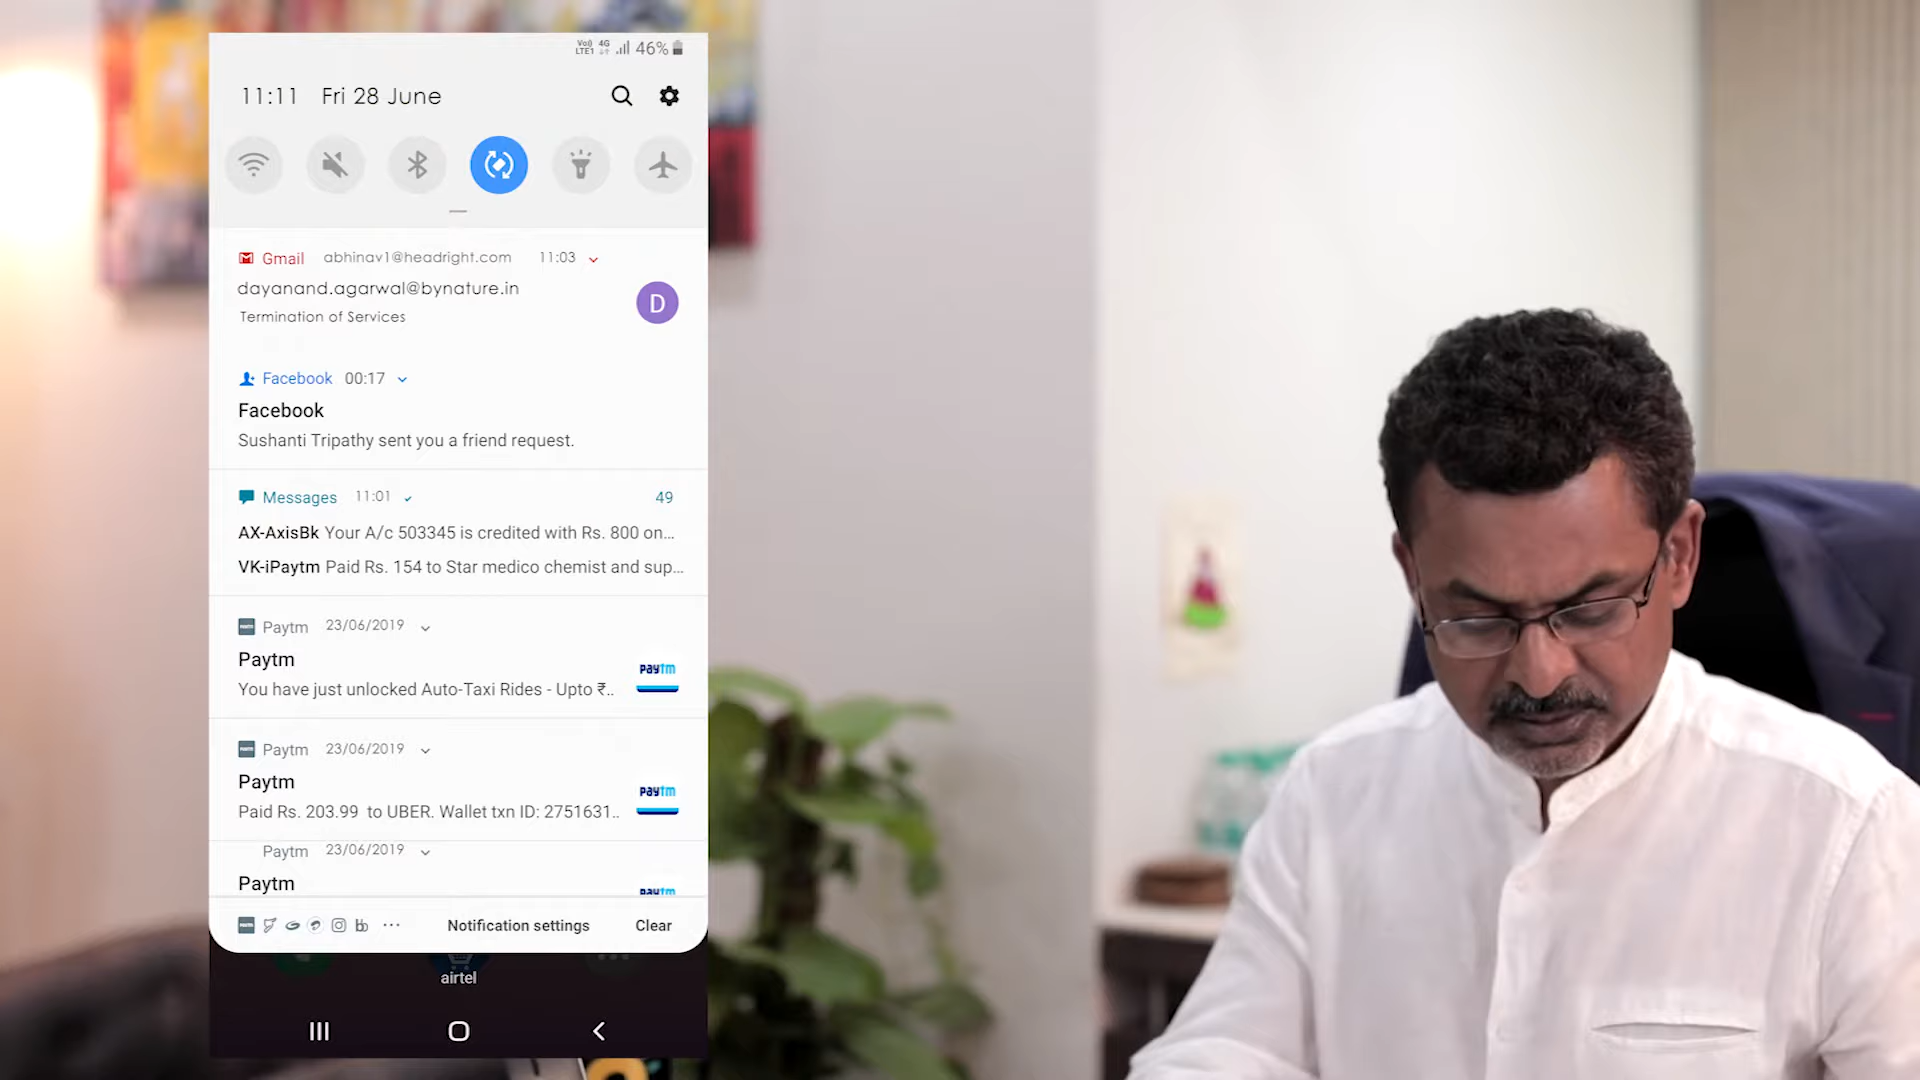 Vo) 4G 46%
LTE1
11:11 Fri 28 June
Gmail abhinav1@headright.com 11:03
dayanand.agarwal@bynature.in
D
Termination of Services
Facebook 00:17
Facebook
Sushanti Tripathy sent you a friend request.
Messages 11:01 49
AX-AxisBk Your A/c 503345 is credited with Rs. 800 on...
VK-iPaytm Paid Rs. 154 to Star medico chemist and sup...
Paytm 23/06/2019
Paytm
paytm
You have just unlocked Auto-Taxi Rides - Upto ₹..
Paytm 23/06/2019
Paytm
paytm
Paid Rs. 203.99 to UBER. Wallet txn ID: 2751631..
Paytm 23/06/2019
Paytm
paytm
Notification settings Clear
airtel